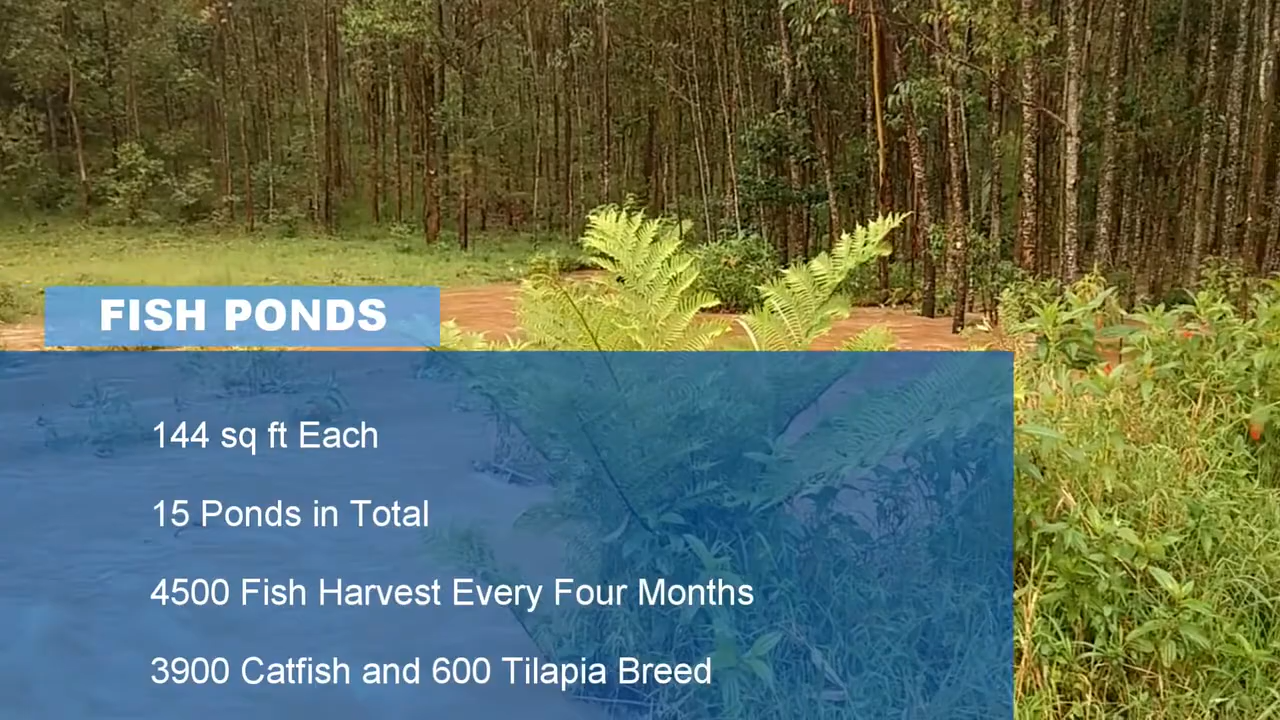 FISH PONDS
144 sq ft Each
15 Ponds in Total
4500 Fish Harvest Every Four Months
3900 Catfish and 600 Tilapia Breed